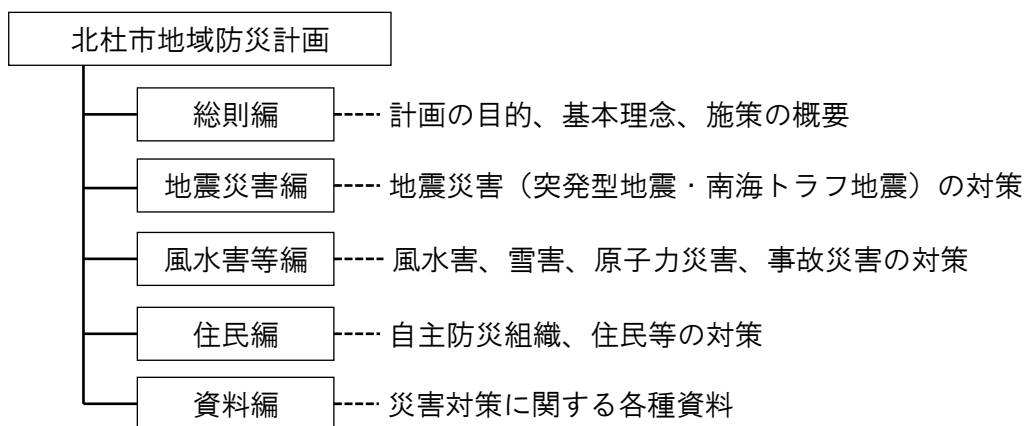 北杜市地域防災計画
総則編 計画の目的、基本理念、施策の概要
地震災害編 地震災害（突発型地震・南海トラフ地震）の対策
風水害等編 風水害、雪害、原子力災害、事故災害の対策
住民編 自主防災組織、住民等の対策
資料編 災害対策に関する各種資料